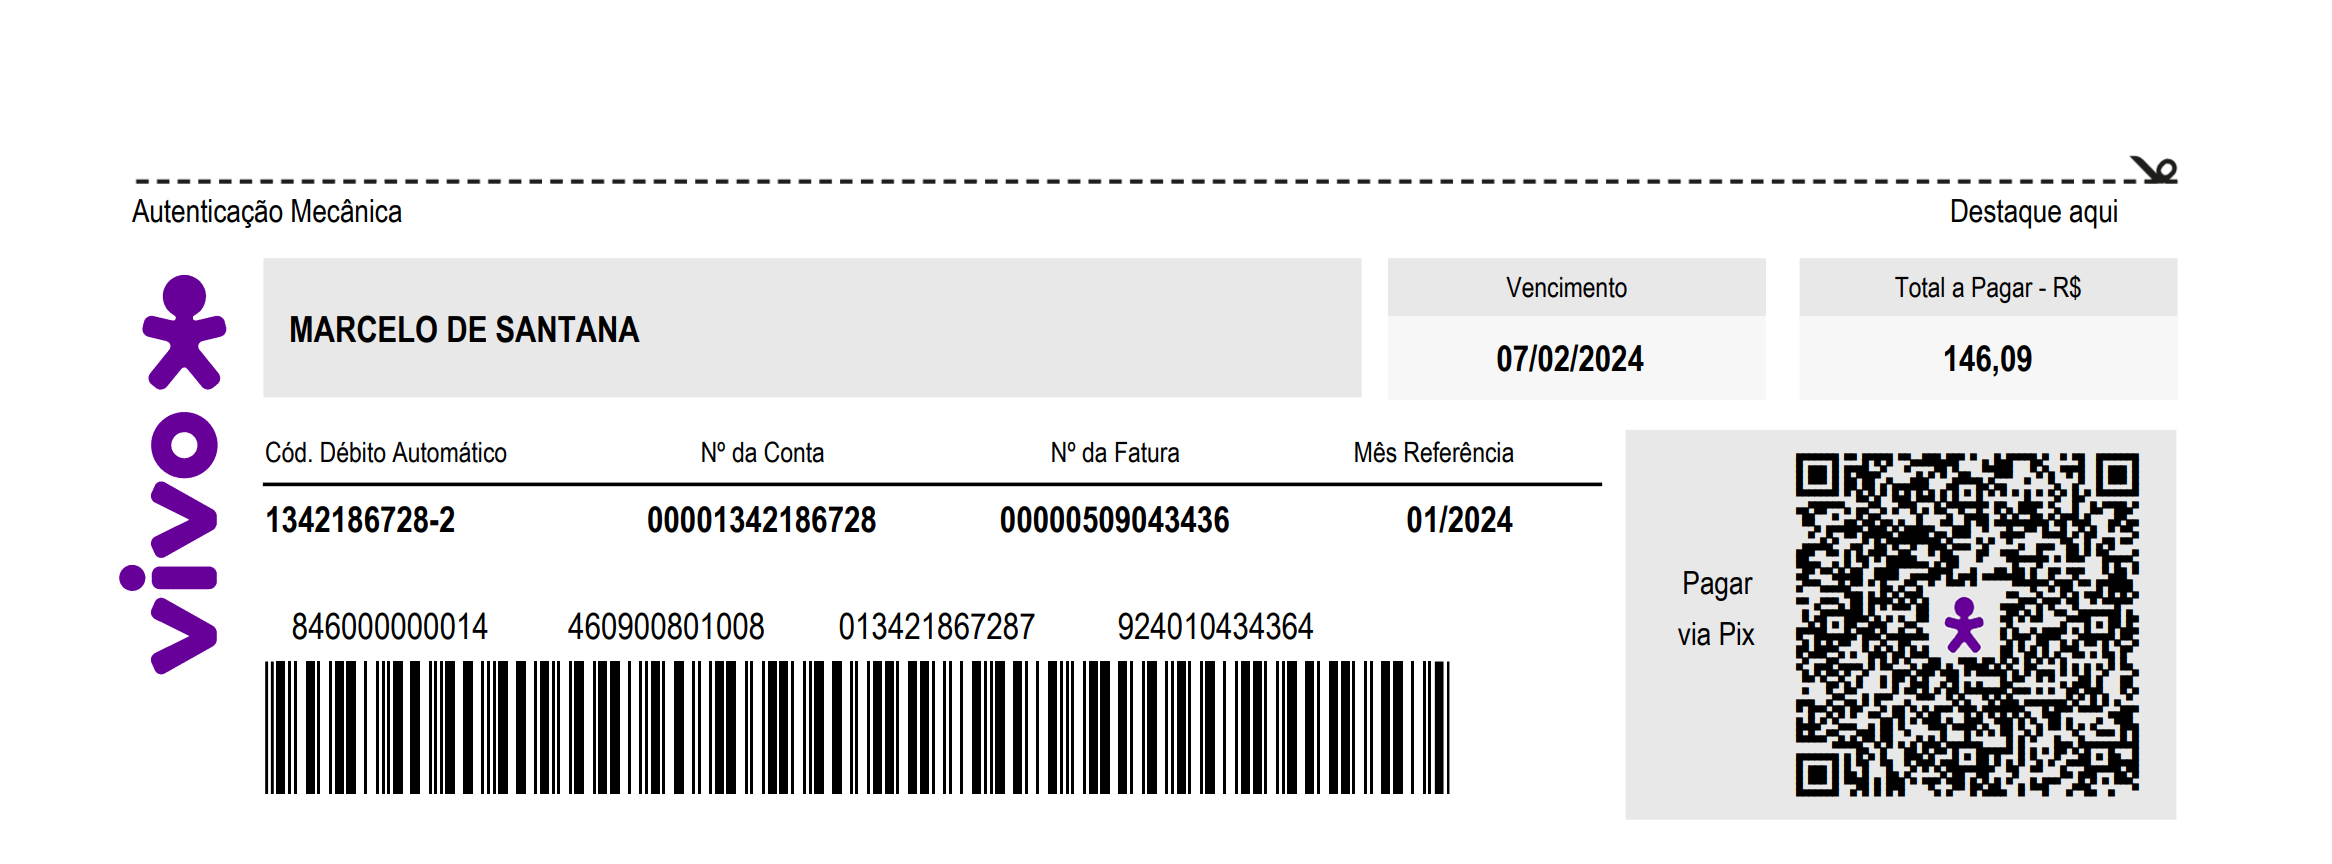 Autenticação Mecânica Destaque aqui
vivo
MARCELO DE SANTANA
Vencimento
07/02/2024
Total a Pagar - R$
146,09
Cód. Débito Automático Nº da Conta Nº da Fatura Mês Referência
1342186728-2 00001342186728 00000509043436 01/2024
846000000014 460900801008 013421867287 924010434364
Pagar
via Pix